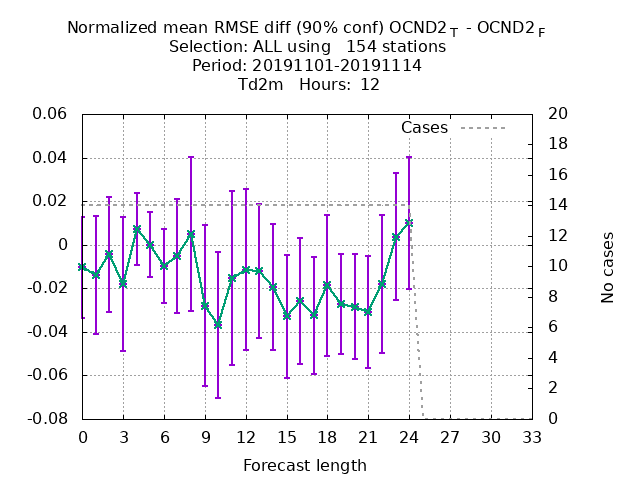 Normalized mean RMSE diff (90% conf) OCND2 T - OCND2 F
Selection: ALL using 154 stations
Period: 20191101-20191114
Td2m Hours: 12
0.06 20
Cases
18
0.04
16
0.02 14
12
0
10
-0.02
8
-0.04 6
4
-0.06
2
-0.08 0
No cases
0 3 6 9 12 15 18 21 24 27 30 33
Forecast length